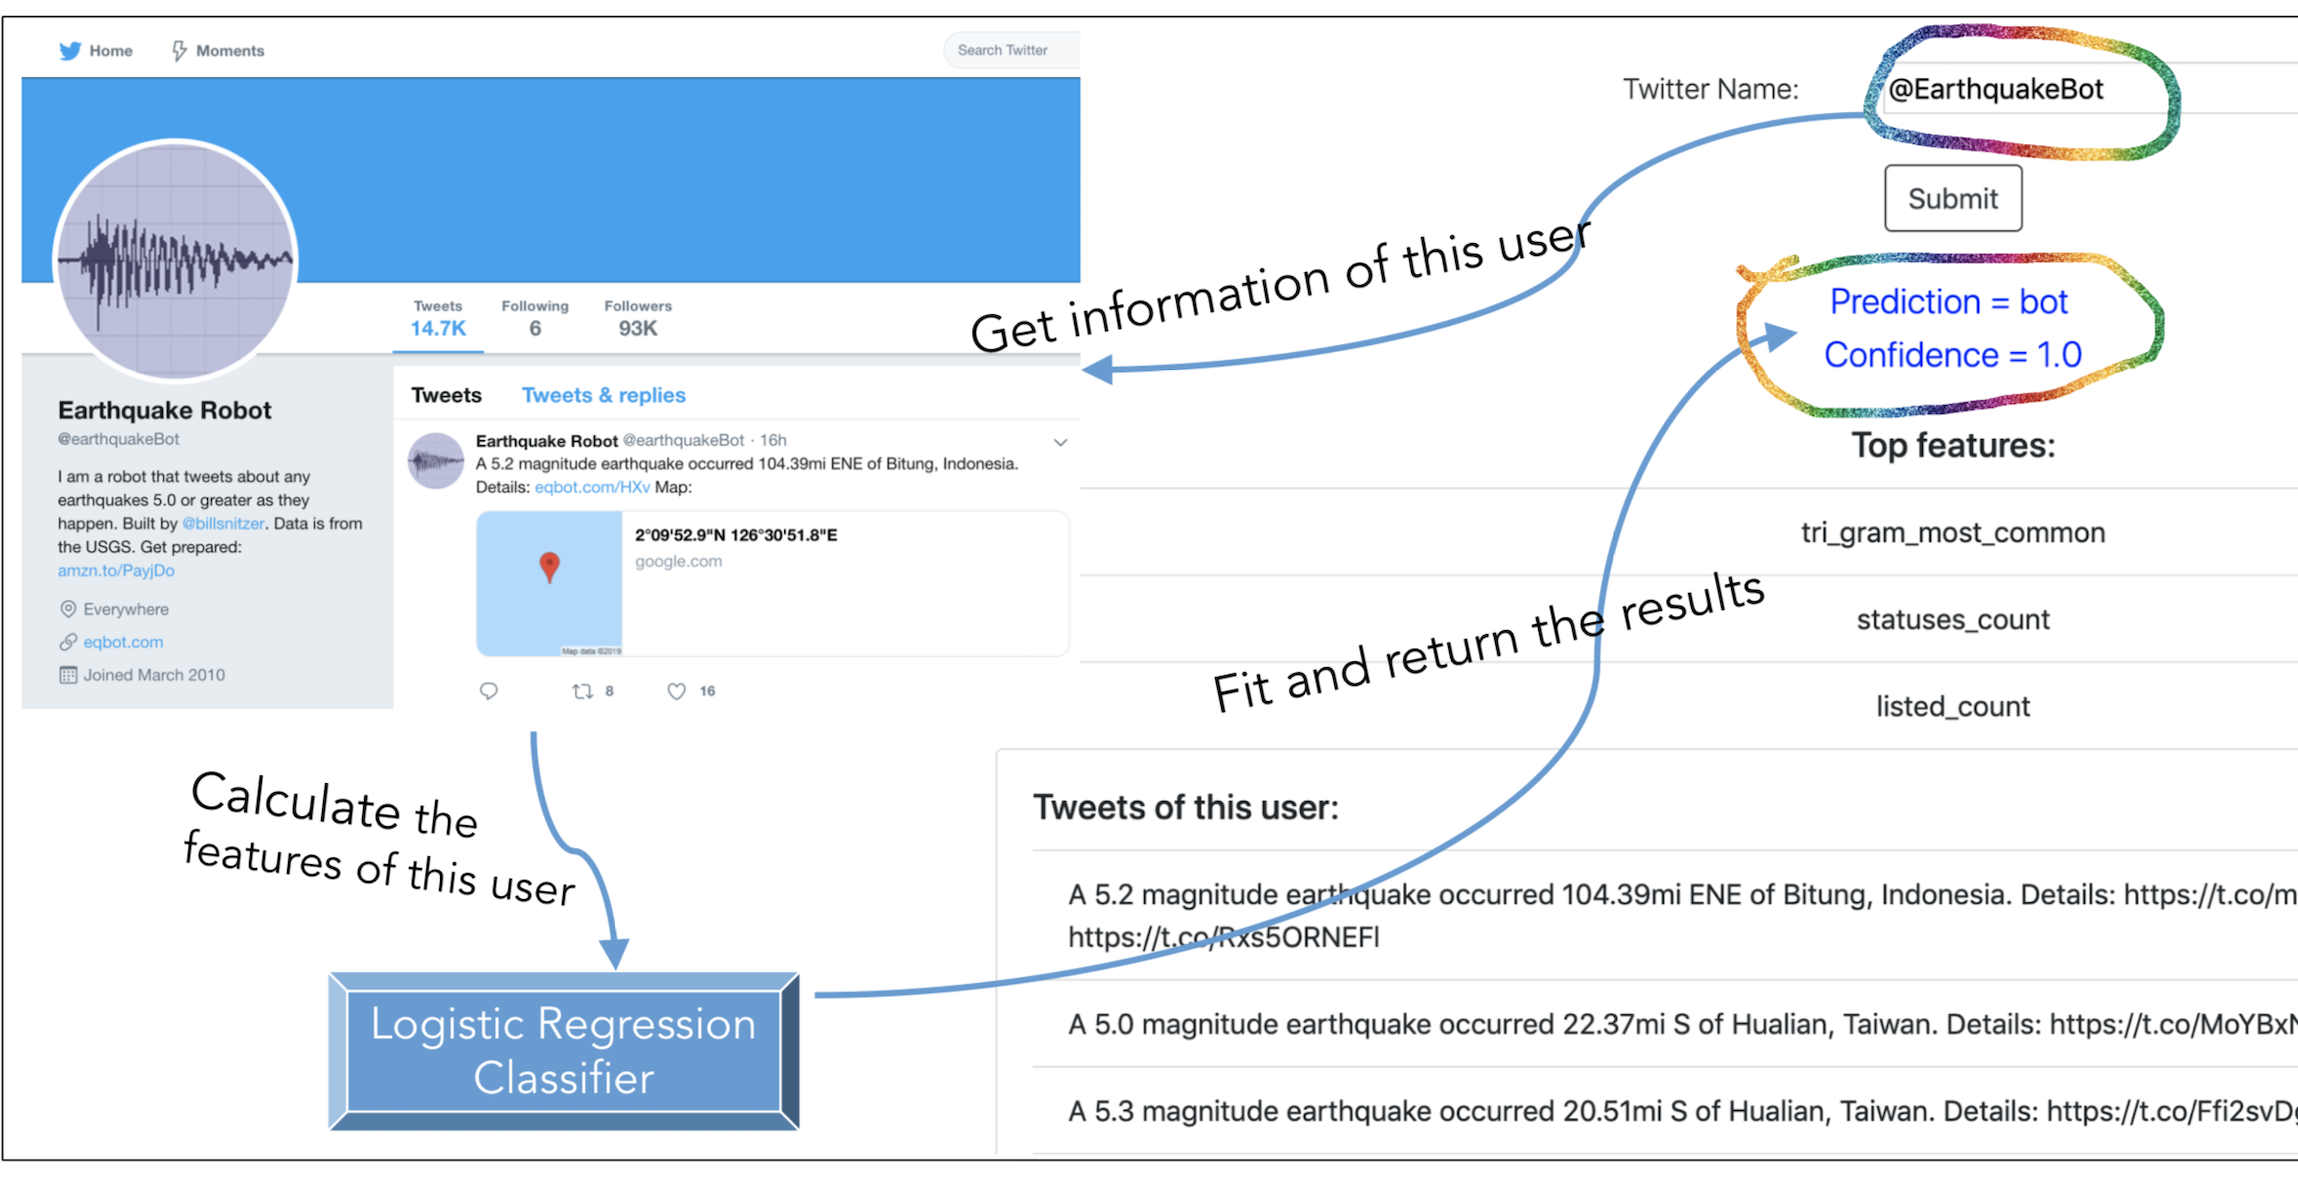 Home Moments Search Twitter
Tweets Following Followers
14.7K 6 93K
Earthquake Robot
@earthquakeBot
I am a robot that tweets about any
earthquakes 5.0 or greater as they
happen. Built by @billsnitzer. Data is from
the USGS. Get prepared:
amzn.to/PayjDo
Everywhere
eqbot.com
Joined March 2010
Tweets Tweets & replies
Earthquake Robot @earthquakeBot · 16h
A 5.2 magnitude earthquake occurred 104.39mi ENE of Bitung, Indonesia.
Details: eqbot.com/HXv Map:
2°09'52.9"N 126°30'51.8"E
google.com
Map data ©2019
8 16
Twitter Name: @EarthquakeBot
Submit
Get information of this user
Prediction = bot
Confidence = 1.0
Top features:
tri_gram_most_common
statuses_count
listed_count
Fit and return the results
Calculate the
features of this user
Logistic Regression
Classifier
Tweets of this user:
A 5.2 magnitude earthquake occurred 104.39mi ENE of Bitung, Indonesia. Details: https://t.co/m
https://t.co/Rxs5ORNEFl
A 5.0 magnitude earthquake occurred 22.37mi S of Hualian, Taiwan. Details: https://t.co/MoYBxN
A 5.3 magnitude earthquake occurred 20.51mi S of Hualian, Taiwan. Details: https://t.co/Ffi2svDg